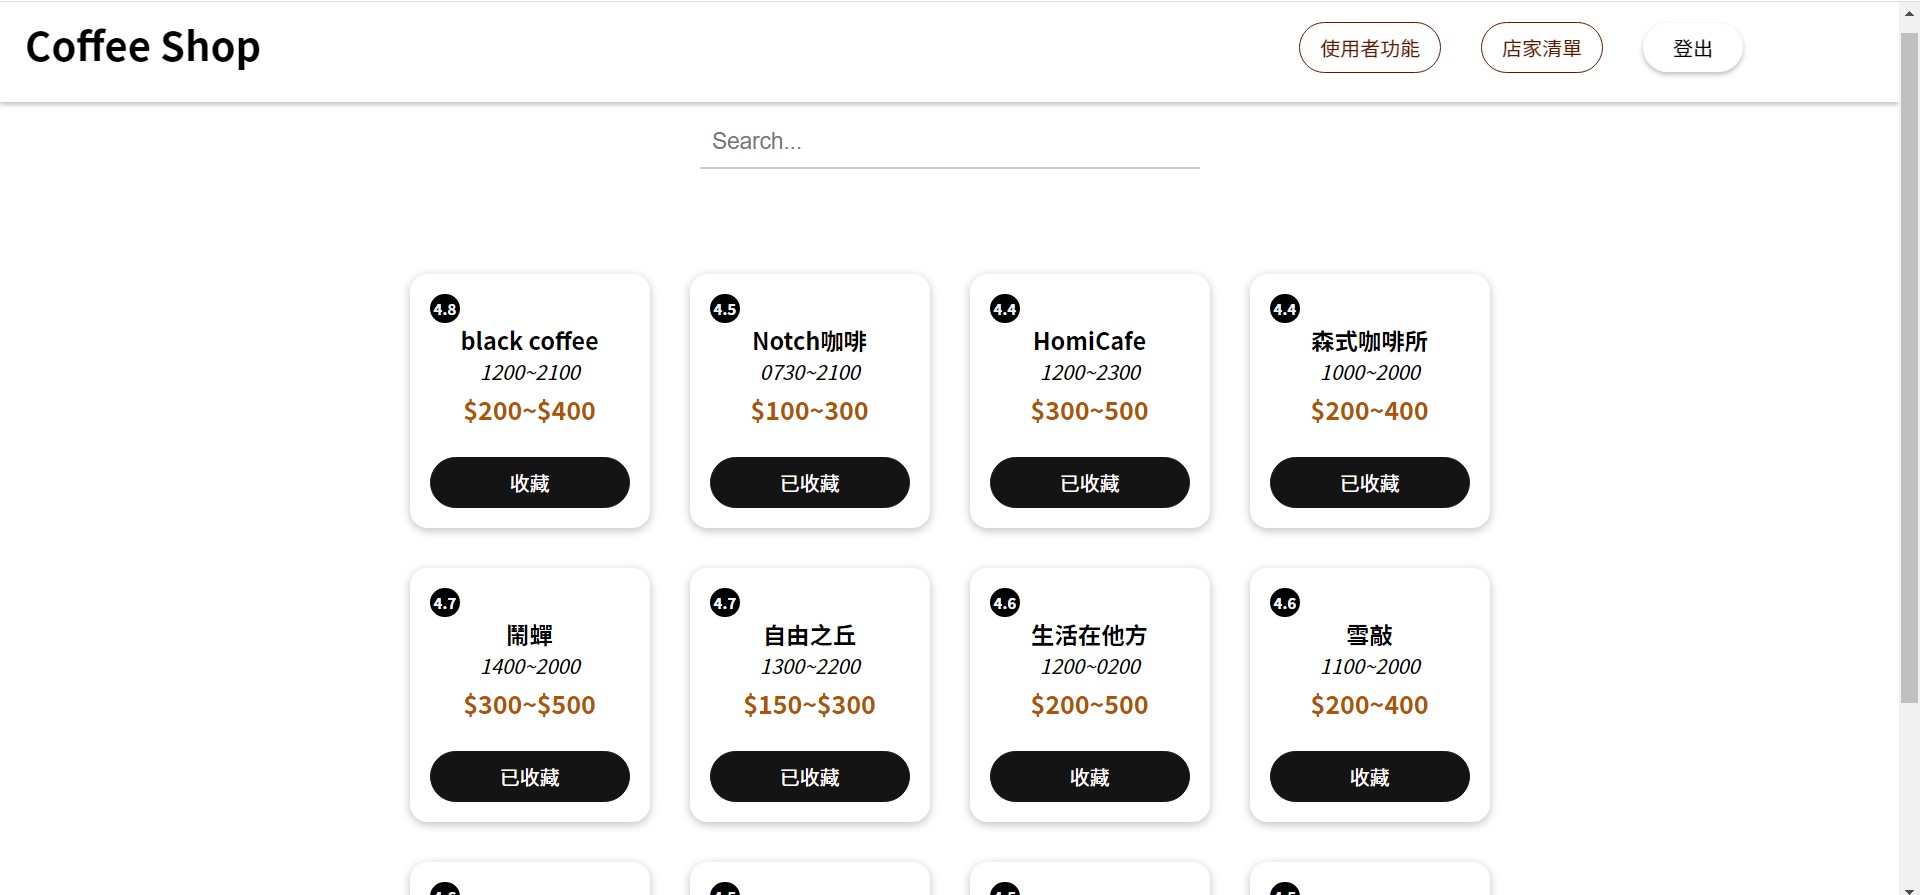 Coffee Shop
使用者功能
店家清單
登出
Search...
4.8
black coffee
1200~2100
$200~$400
收藏
4.5
Notch咖啡
0730~2100
$100~300
已收藏
4.4
HomiCafe
1200~2300
$300~500
已收藏
4.4
森式咖啡所
1000~2000
$200~400
已收藏
4.7
鬧蟬
1400~2000
$300~$500
已收藏
4.7
自由之丘
1300~2200
$150~$300
已收藏
4.6
生活在他方
1200~0200
$200~500
收藏
4.6
雪敲
1100~2000
$200~400
收藏